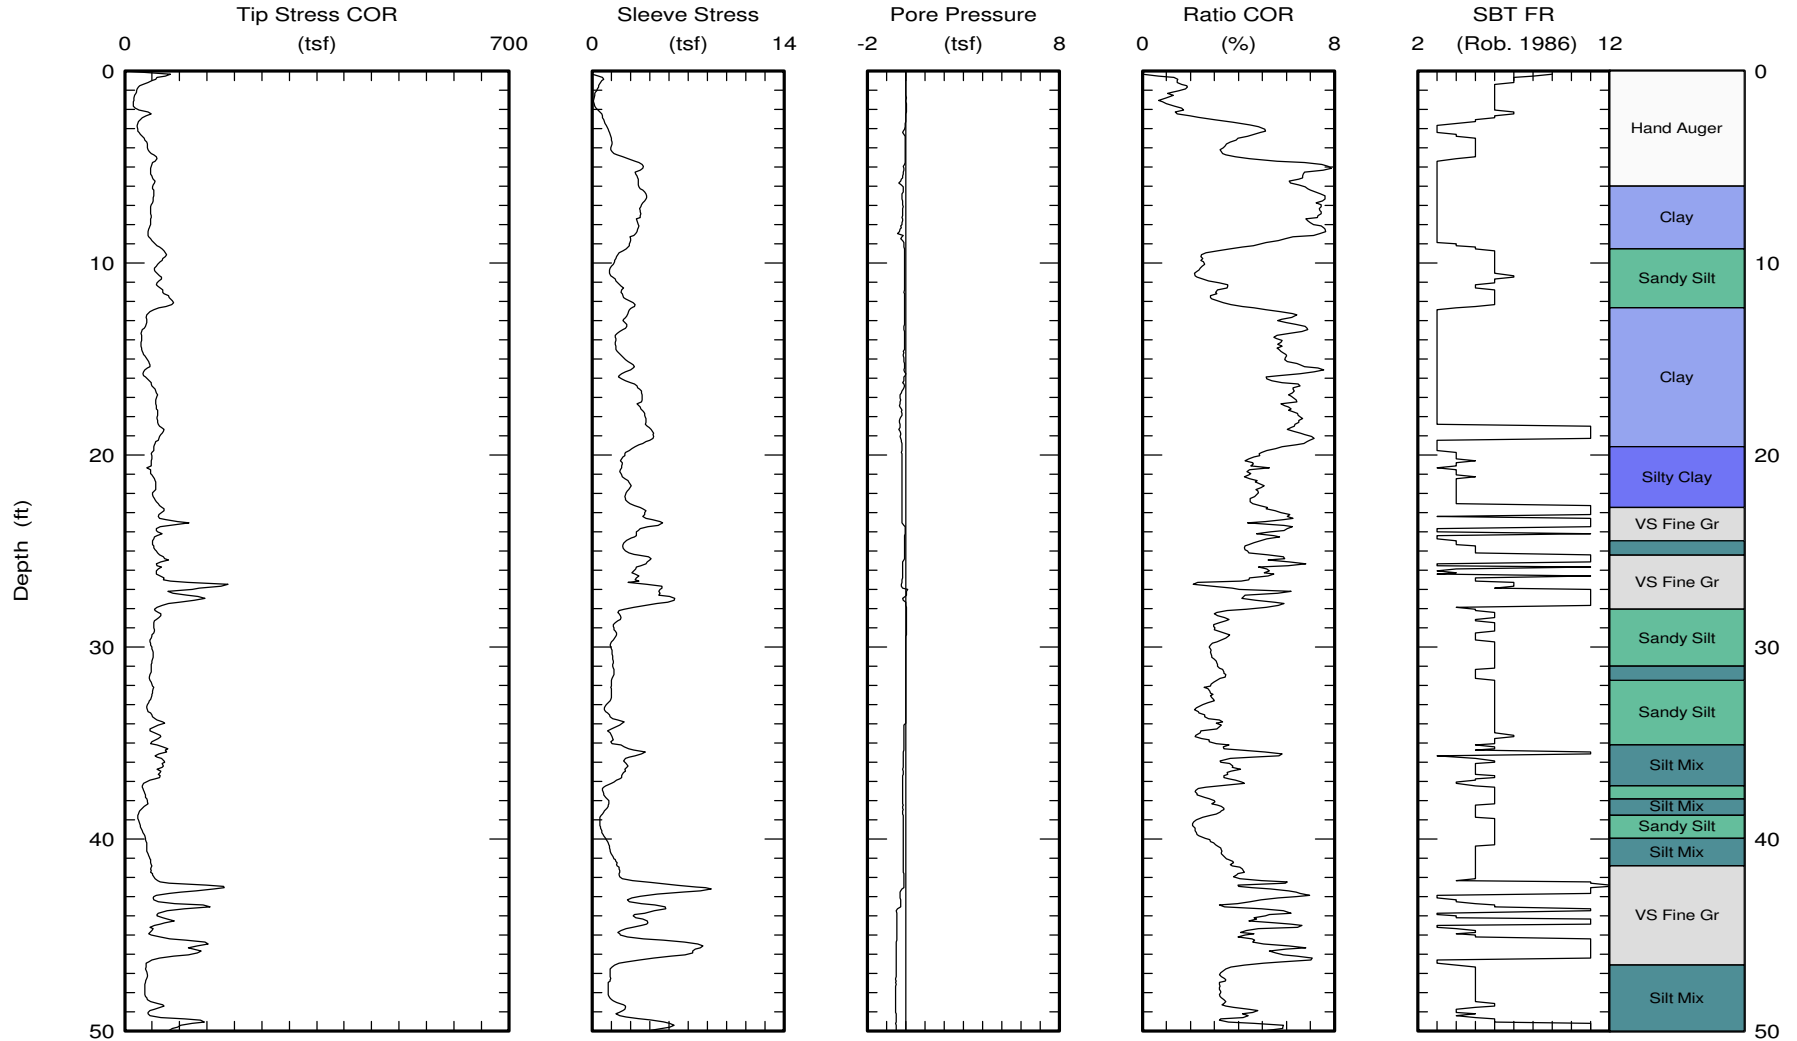 Tip Stress COR Sleeve Stress Pore Pressure Ratio COR SBT FR
0 (tsf) 700 0 (tsf) 14 -2 (tsf) 8 0 (%) 8 2 (Rob. 1986) 12
0 0
Hand Auger
Clay
10 10
Sandy Silt
Clay
20 20
Silty Clay
VS Fine Gr
Depth (ft)
VS Fine Gr
Sandy Silt
30 30
Sandy Silt
Silt Mix
Silt Mix
Sandy Silt
40 40
Silt Mix
VS Fine Gr
Silt Mix
50 50